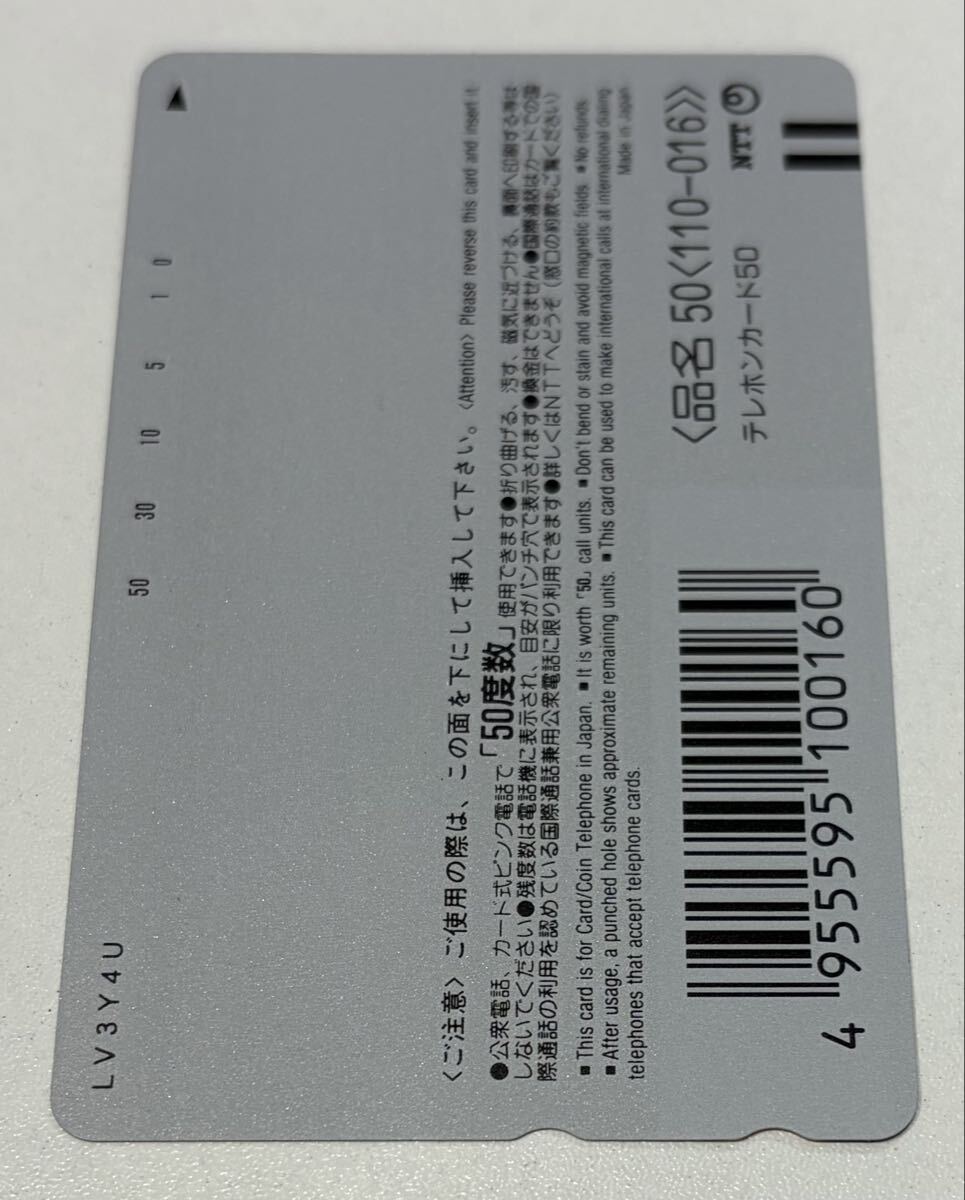 LV3Y4U
50 30 10 5 1 0
〈ご注意〉ご使用の際は、この面を下にして挿入して下さい。〈Attention〉Please reverse this card and insert it.
●公衆電話、カード式ピンク電話で「50度数」使用できます●折り曲げる、汚す、磁気に近づける、裏面へ印刷する等は
しないでください●残度数は電話機に表示され、目安がパンチ穴で表示されます●換金はできません●国際通話はカードでの国
際通話の利用を認めている国際通話兼用公衆電話に限り利用できます●詳しくはNTTへどうぞ（窓口の約款もご覧ください）
■This card is for Card/Coin Telephone in Japan. ■It is worth「50」call units. ■Don't bend or stain and avoid magnetic fields. ■No refunds.
■After usage, a punched hole shows approximate remaining units. ■This card can be used to make international calls at international dialing
telephones that accept telephone cards. Made in Japan.
〈品名 50〈110-016〉〉
テレホンカード50
NTT
4 955595 100160